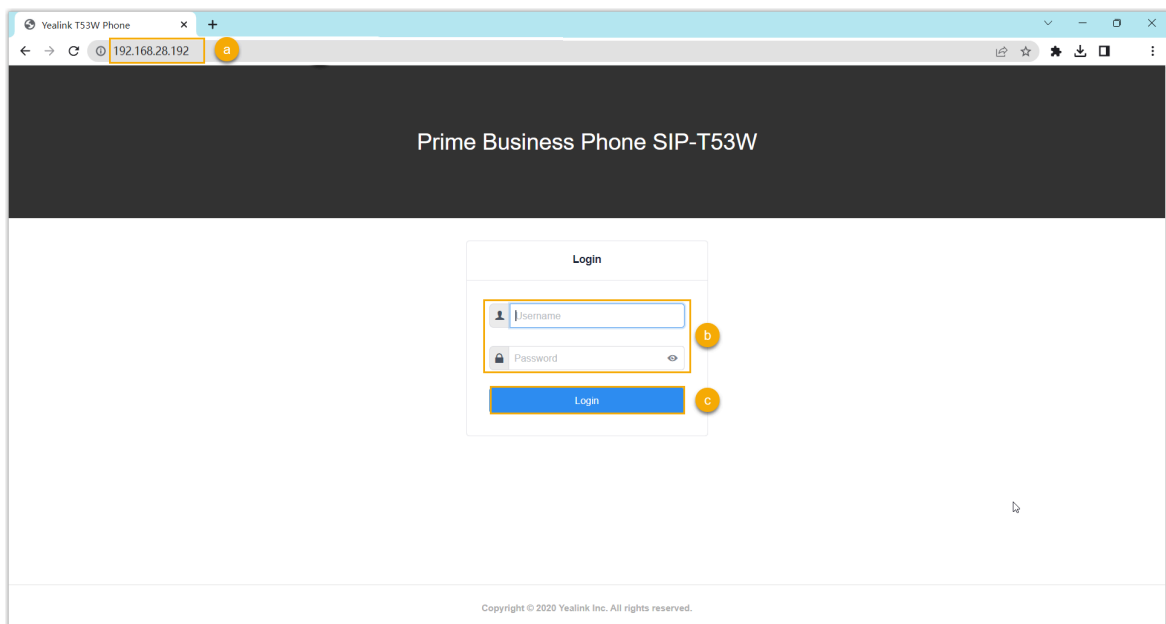 Yealink T53W Phone
192.168.28.192
a
Prime Business Phone SIP-T53W
Login
Username
b
Password
Login
c
Copyright © 2020 Yealink Inc. All rights reserved.